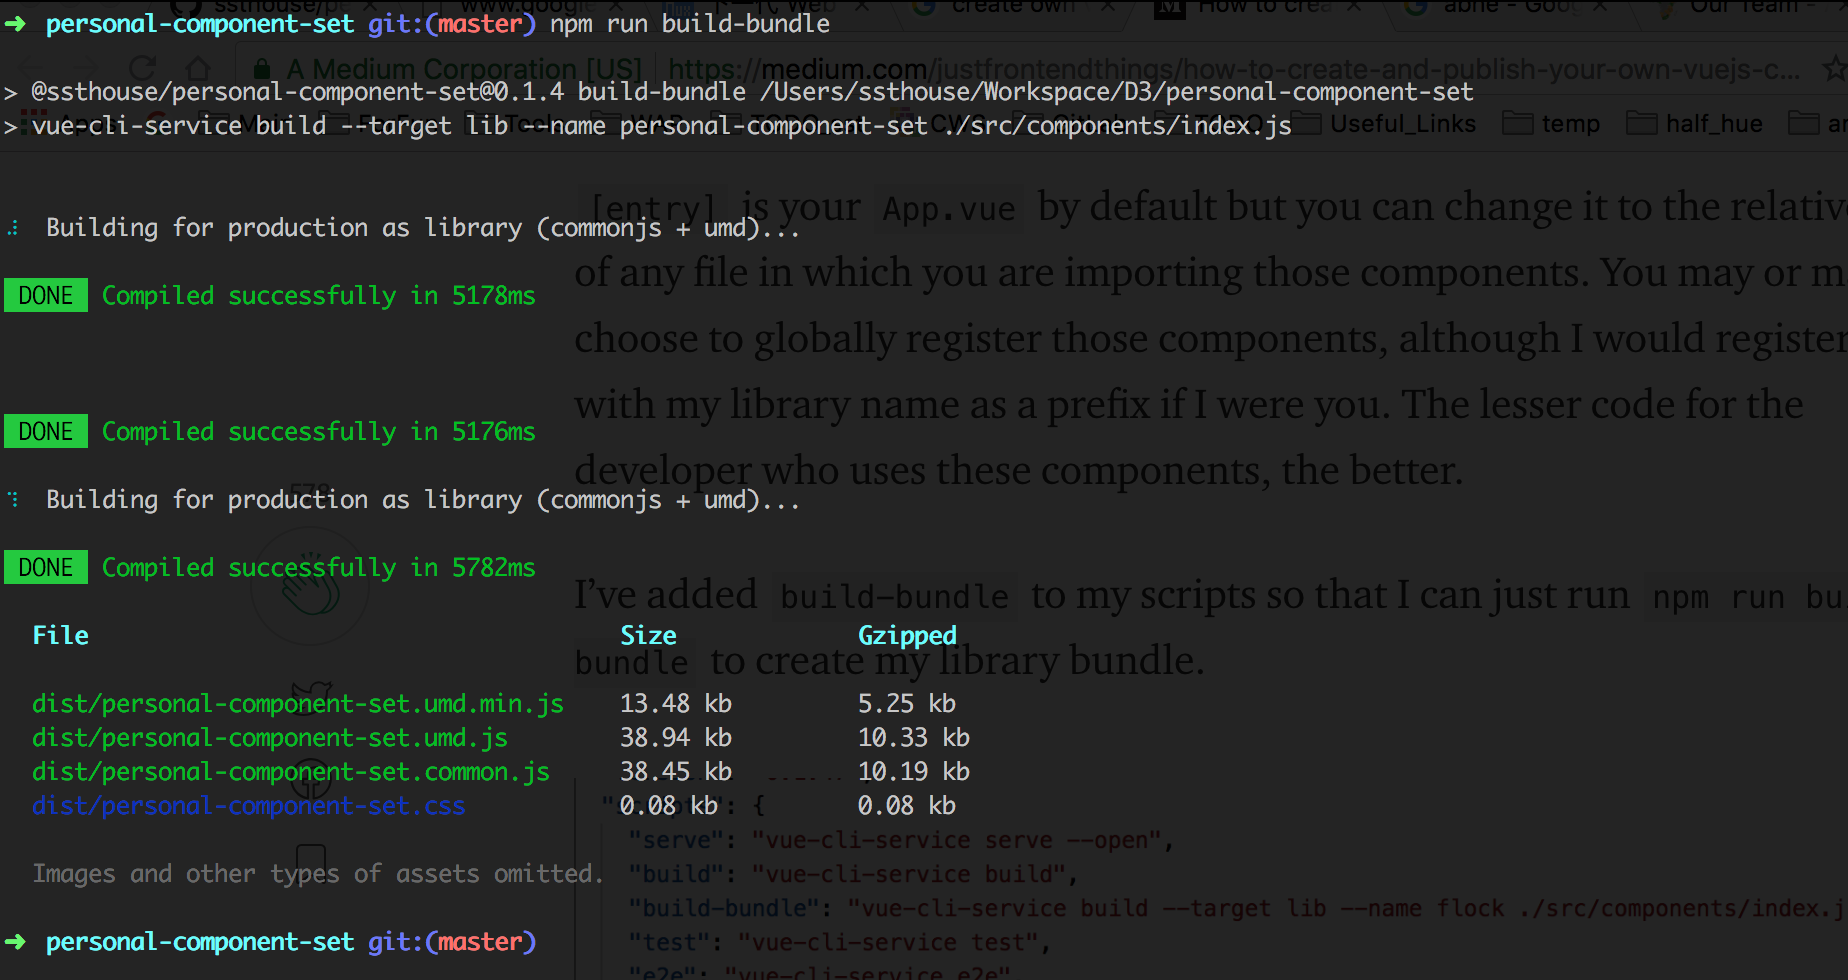 ➜ personal-component-set git:(master) npm run build-bundle
A Medium Corporation [US] https://medium.com/justfrontendthings/how-to-create-and-publish-your-own-vuejs-c...
> @ssthouse/personal-component-set@0.1.4 build-bundle /Users/ssthouse/Workspace/D3/personal-component-set
> vue-cli-service build --target lib --name personal-component-set ./src/components/index.js
Useful_Links temp half_hue
[entry] is your App.vue by default but you can change it to the relative
Building for production as library (commonjs + umd)...
of any file in which you are importing those components. You may or
DONE Compiled successfully in 5178ms
choose to globally register those components, although I would register
with my library name as a prefix if I were you. The lesser code for the
DONE Compiled successfully in 5176ms
developer who uses these components, the better.
Building for production as library (commonjs + umd)...
DONE Compiled successfully in 5782ms
I’ve added build-bundle to my scripts so that I can just run npm run
File Size Gzipped
bundle to create my library bundle.
dist/personal-component-set.umd.min.js 13.48 kb 5.25 kb
dist/personal-component-set.umd.js 38.94 kb 10.33 kb
dist/personal-component-set.common.js 38.45 kb 10.19 kb
dist/personal-component-set.css 0.08 kb 0.08 kb
"serve": "vue-cli-service serve --open",
Images and other types of assets omitted.
"build": "vue-cli-service build",
"build-bundle": "vue-cli-service build --target lib --name flock ./src/components/index.j
➜ personal-component-set git:(master)
"test": "vue-cli-service test",
"e2e": "vue-cli-service e2e"